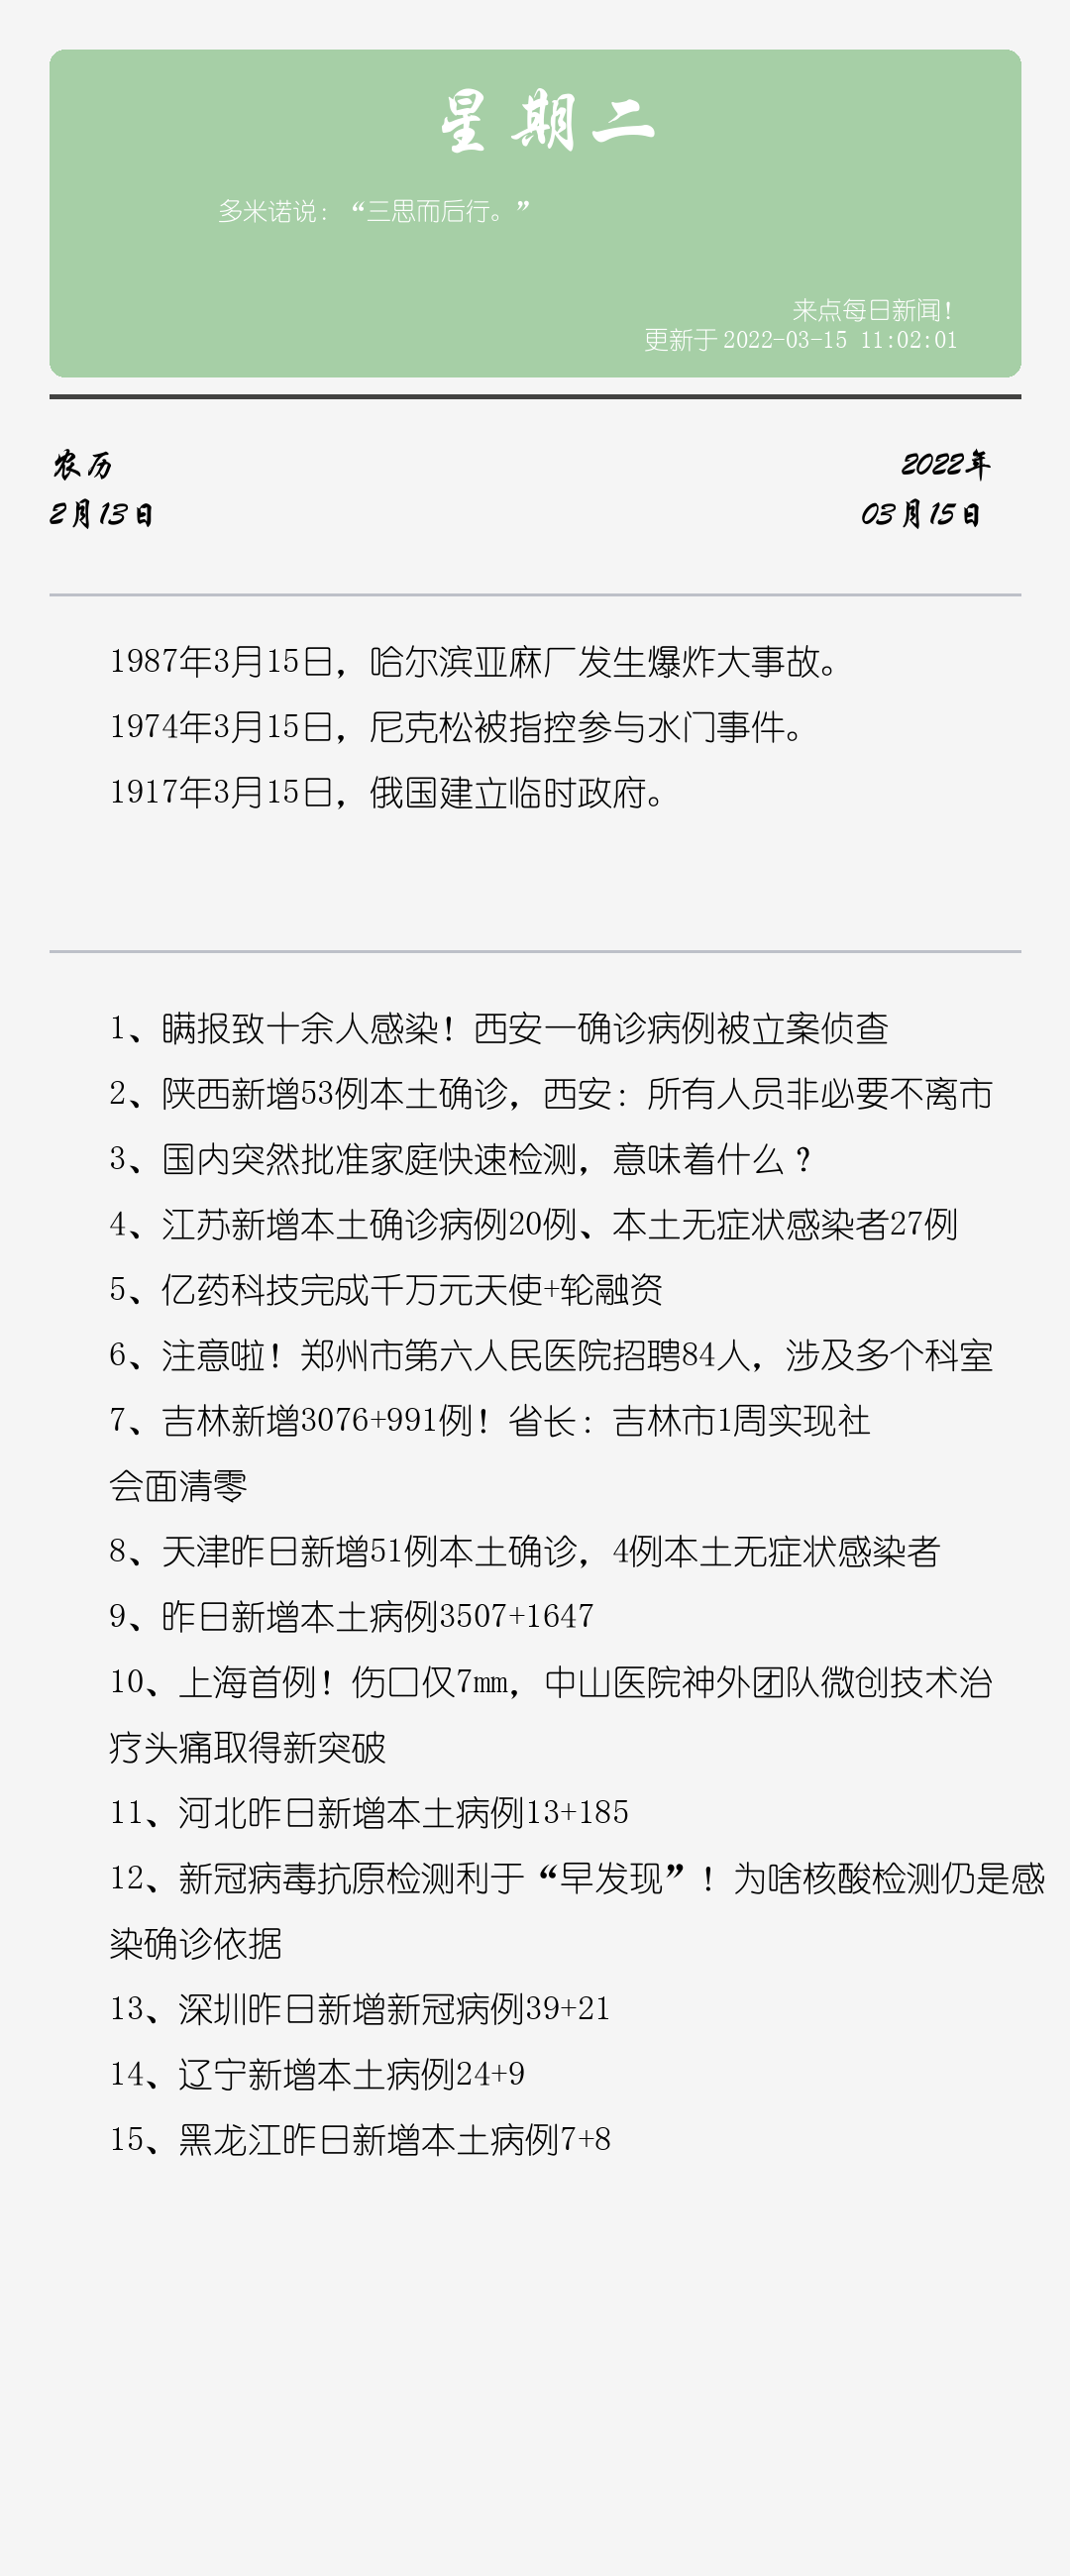 星期二
多米诺说：“三思而后行。”
来点每日新闻！
更新于2022-03-15 11:02:01
农历
2022年
2月13日
03月15日
1987年3月15日，哈尔滨亚麻厂发生爆炸大事故。
1974年3月15日，尼克松被指控参与水门事件。
1917年3月15日，俄国建立临时政府。
1、瞒报致十余人感染！西安一确诊病例被立案侦查
2、陕西新增53例本土确诊，西安：所有人员非必要不离市
3、国内突然批准家庭快速检测，意味着什么？
4、江苏新增本土确诊病例20例、本土无症状感染者27例
5、亿药科技完成千万元天使+轮融资
6、注意啦！郑州市第六人民医院招聘84人，涉及多个科室
7、吉林新增3076+991例！省长：吉林市1周实现社
会面清零
8、天津昨日新增51例本土确诊，4例本土无症状感染者
9、昨日新增本土病例3507+1647
10、上海首例！伤口仅7mm，中山医院神外团队微创技术治
疗头痛取得新突破
11、河北昨日新增本土病例13+185
12、新冠病毒抗原检测利于“早发现”！为啥核酸检测仍是感
染确诊依据
13、深圳昨日新增新冠病例39+21
14、辽宁新增本土病例24+9
15、黑龙江昨日新增本土病例7+8